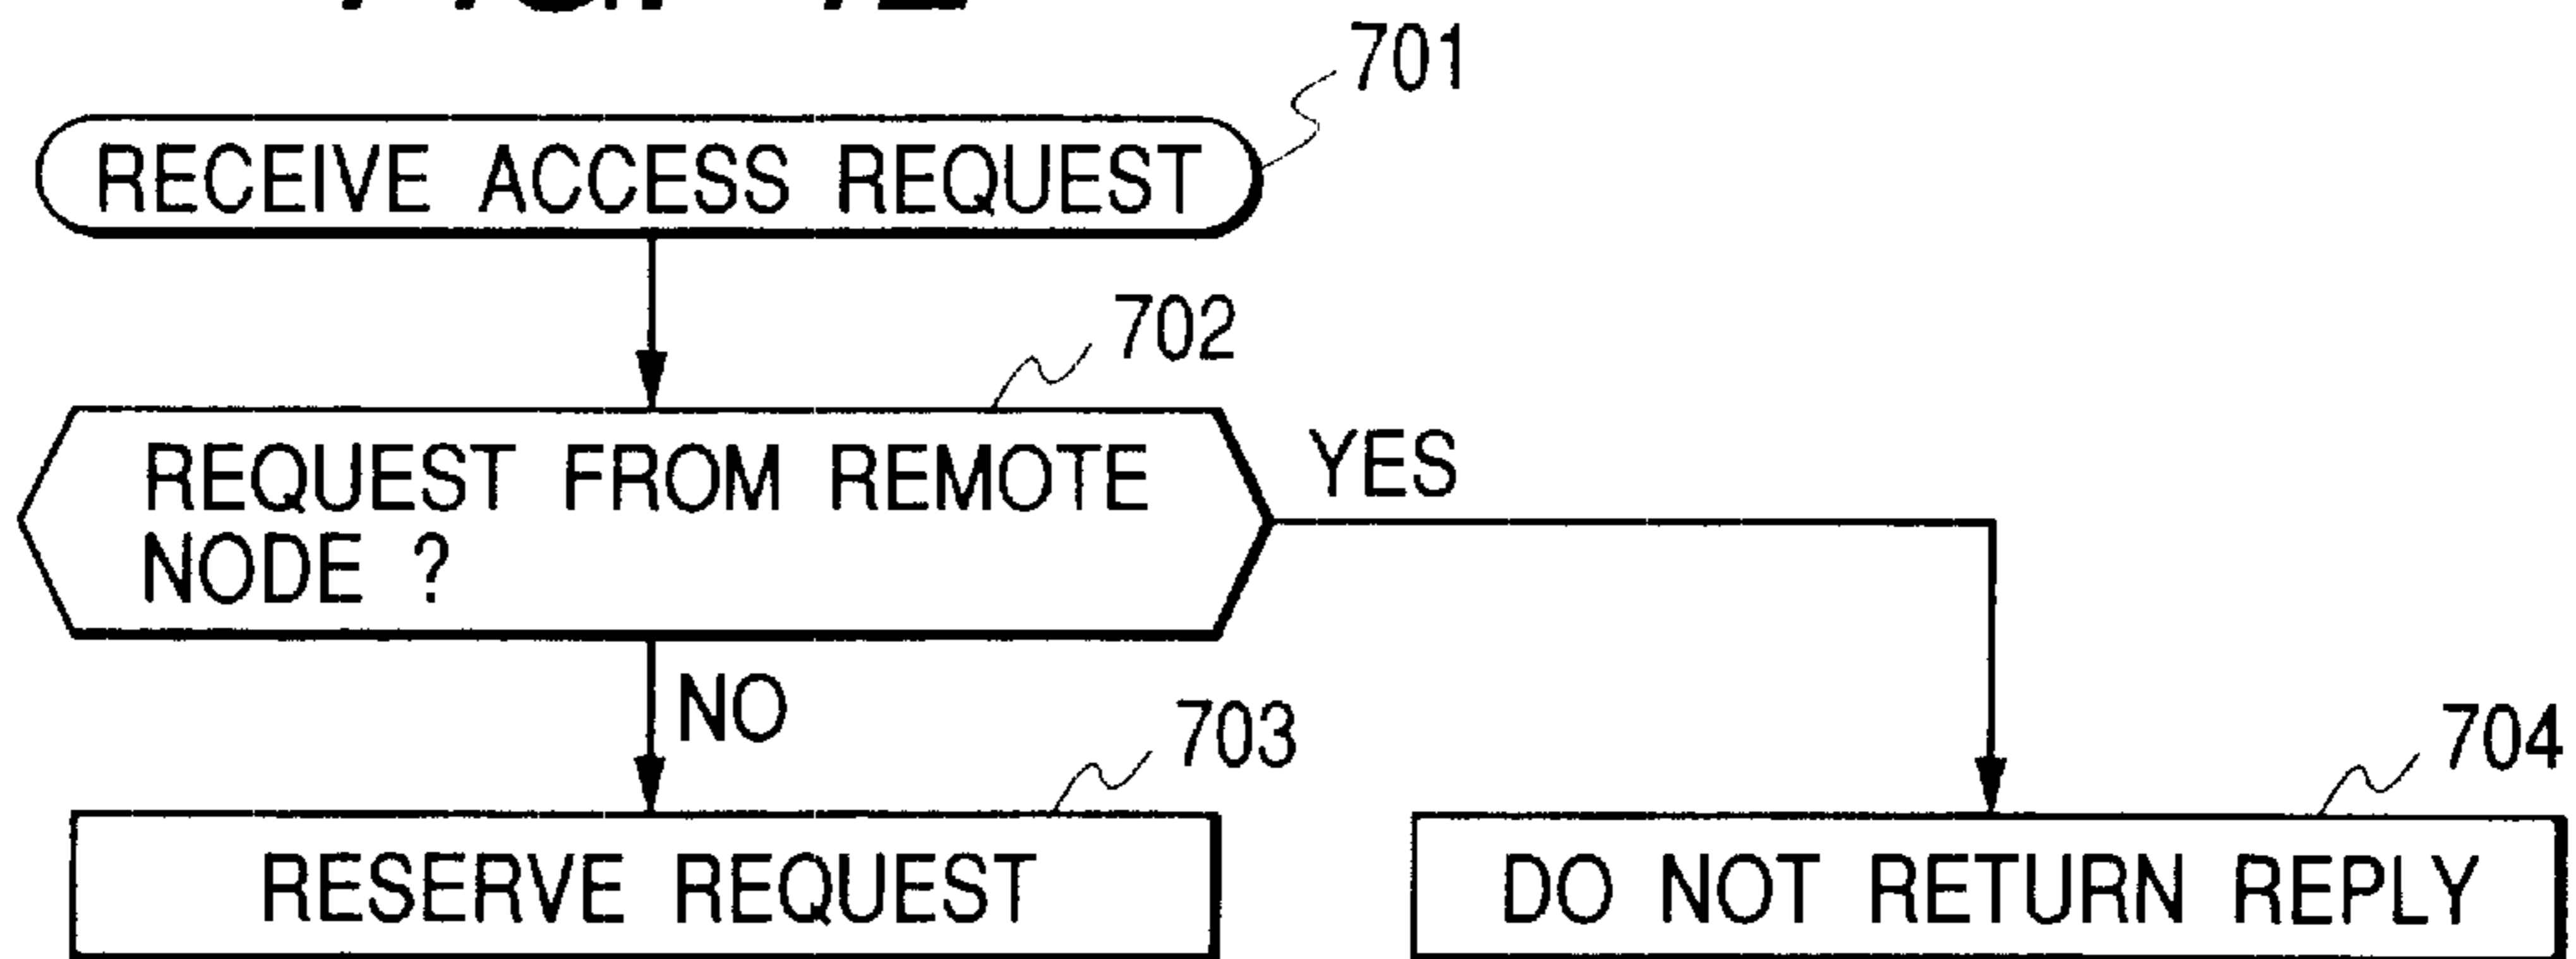 701
RECEIVE ACCESS REQUEST
702
REQUEST FROM REMOTE
NODE ?
YES
NO
703
704
RESERVE REQUEST
DO NOT RETURN REPLY